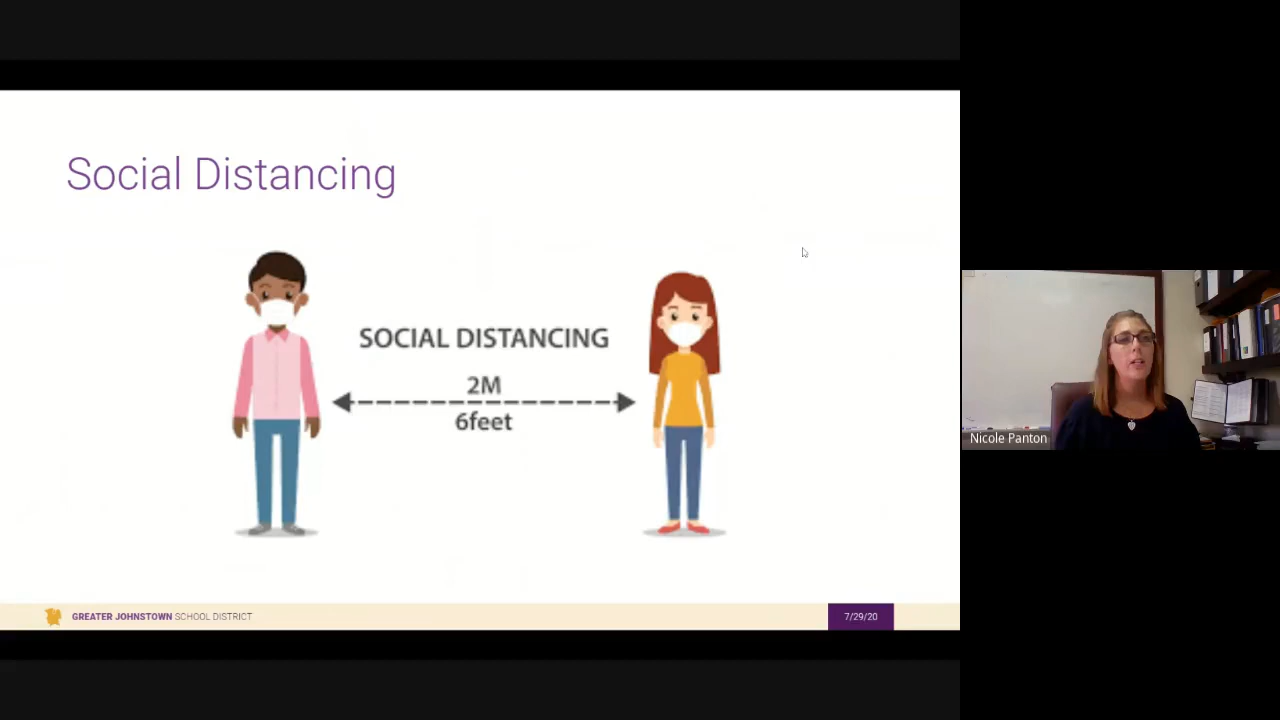 Social Distancing
SOCIAL DISTANCING
2M
6feet
GREATER JOHNSTOWN SCHOOL DISTRICT
7/29/20
Nicole Panton